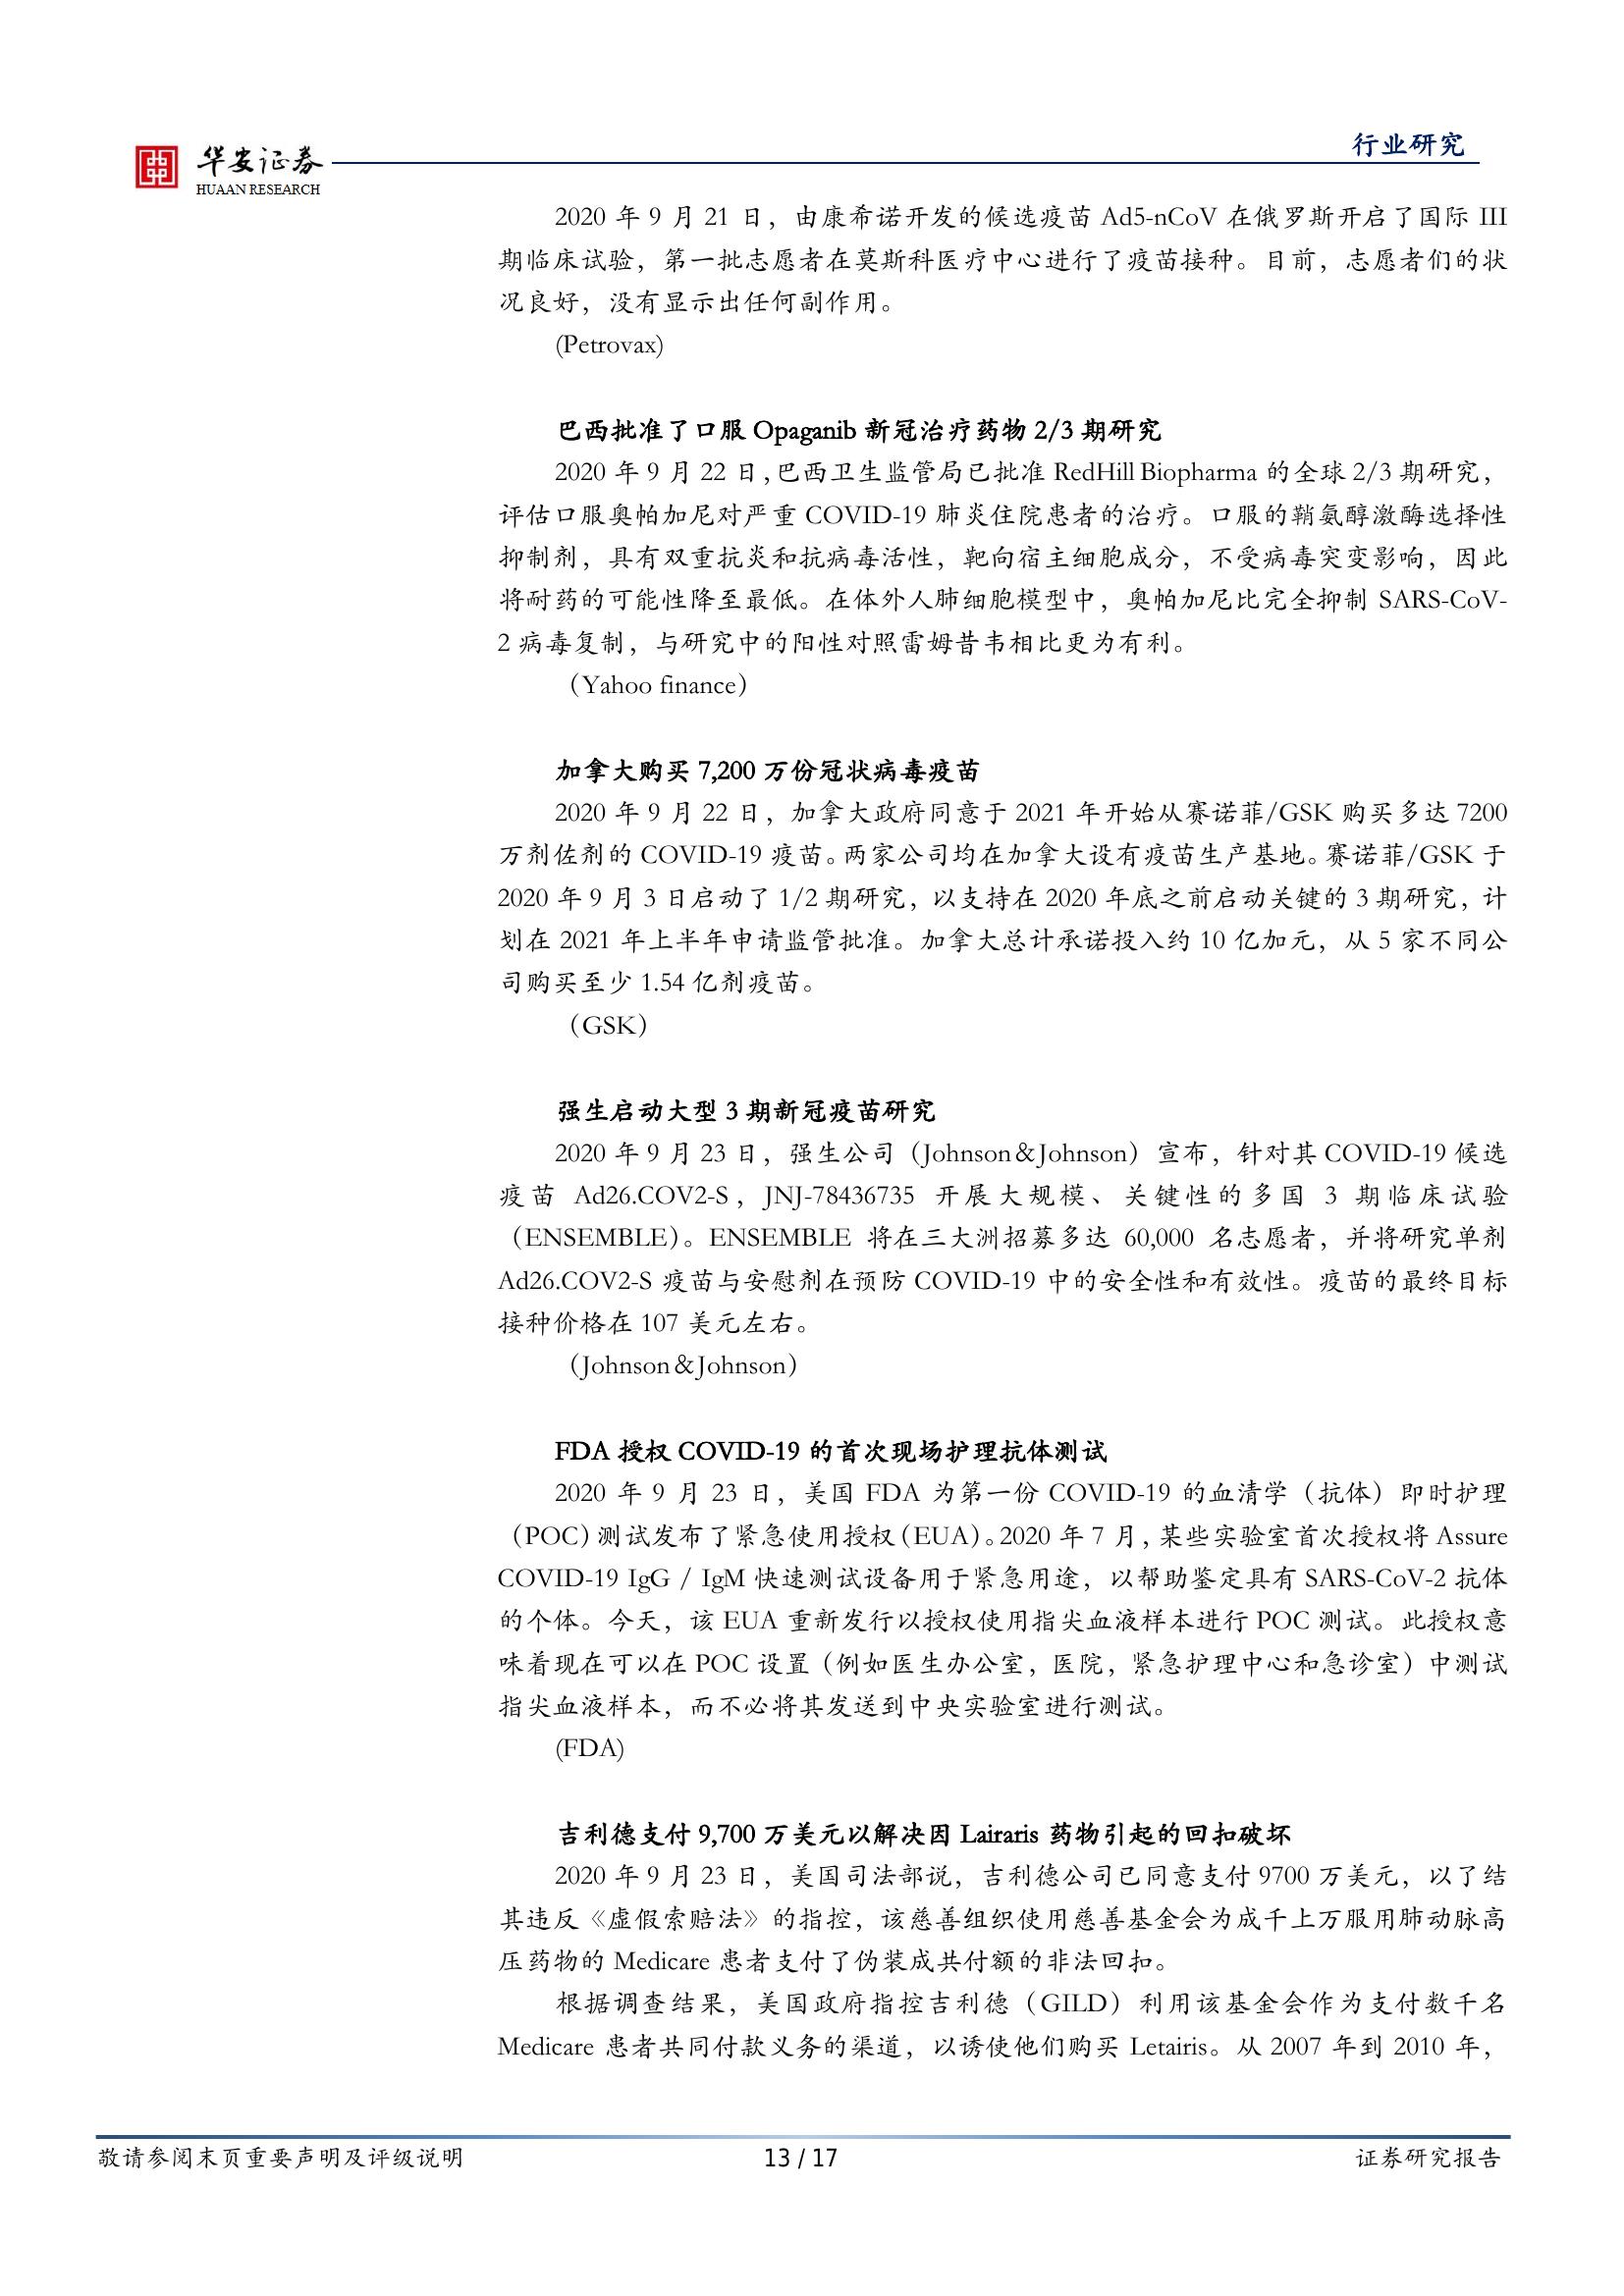 华安证券
HUAAN RESEARCH
行业研究
2020 年 9 月 21 日，由康希诺开发的候选疫苗 Ad5-nCoV 在俄罗斯开启了国际 III
期临床试验，第一批志愿者在莫斯科医疗中心进行了疫苗接种。目前，志愿者们的状
况良好，没有显示出任何副作用。
(Petrovax)
巴西批准了口服 Opaganib 新冠治疗药物 2/3 期研究
2020 年 9 月 22 日，巴西卫生监管局已批准 RedHill Biopharma 的全球 2/3 期研究，
评估口服奥帕加尼对严重 COVID-19 肺炎住院患者的治疗。口服的鞘氨醇激酶选择性
抑制剂，具有双重抗炎和抗病毒活性，靶向宿主细胞成分，不受病毒突变影响，因此
将耐药的可能性降至最低。在体外人肺细胞模型中，奥帕加尼比完全抑制 SARS-CoV-
2 病毒复制，与研究中的阳性对照雷姆昔韦相比更为有利。
（Yahoo finance）
加拿大购买 7,200 万份冠状病毒疫苗
2020 年 9 月 22 日，加拿大政府同意于 2021 年开始从赛诺菲/GSK 购买多达 7200
万剂佐剂的 COVID-19 疫苗。两家公司均在加拿大设有疫苗生产基地。赛诺菲/GSK 于
2020 年 9 月 3 日启动了 1/2 期研究，以支持在 2020 年底之前启动关键的 3 期研究，计
划在 2021 年上半年申请监管批准。加拿大总计承诺投入约 10 亿加元，从 5 家不同公
司购买至少 1.54 亿剂疫苗。
（GSK）
强生启动大型 3 期新冠疫苗研究
2020 年 9 月 23 日，强生公司（Johnson＆Johnson）宣布，针对其 COVID-19 候选
疫苗 Ad26.COV2-S，JNJ-78436735 开展大规模、关键性的多国 3 期临床试验
（ENSEMBLE）。ENSEMBLE 将在三大洲招募多达 60,000 名志愿者，并将研究单剂
Ad26.COV2-S 疫苗与安慰剂在预防 COVID-19 中的安全性和有效性。疫苗的最终目标
接种价格在 107 美元左右。
（Johnson＆Johnson）
FDA 授权 COVID-19 的首次现场护理抗体测试
2020 年 9 月 23 日，美国 FDA 为第一份 COVID-19 的血清学（抗体）即时护理
（POC）测试发布了紧急使用授权（EUA）。2020 年 7 月，某些实验室首次授权将 Assure
COVID-19 IgG / IgM 快速测试设备用于紧急用途，以帮助鉴定具有 SARS-CoV-2 抗体
的个体。今天，该 EUA 重新发行以授权使用指尖血液样本进行 POC 测试。此授权意
味着现在可以在 POC 设置（例如医生办公室，医院，紧急护理中心和急诊室）中测试
指尖血液样本，而不必将其发送到中央实验室进行测试。
(FDA)
吉利德支付 9,700 万美元以解决因 Lairaris 药物引起的回扣破坏
2020 年 9 月 23 日，美国司法部说，吉利德公司已同意支付 9700 万美元，以了结
其违反《虚假索赔法》的指控，该慈善组织使用慈善基金会为成千上万服用肺动脉高
压药物的 Medicare 患者支付了伪装成共付额的非法回扣。
根据调查结果，美国政府指控吉利德（GILD）利用该基金会作为支付数千名
Medicare 患者共同付款义务的渠道，以诱使他们购买 Letairis。从 2007 年到 2010 年，
敬请参阅末页重要声明及评级说明
13 / 17
证券研究报告